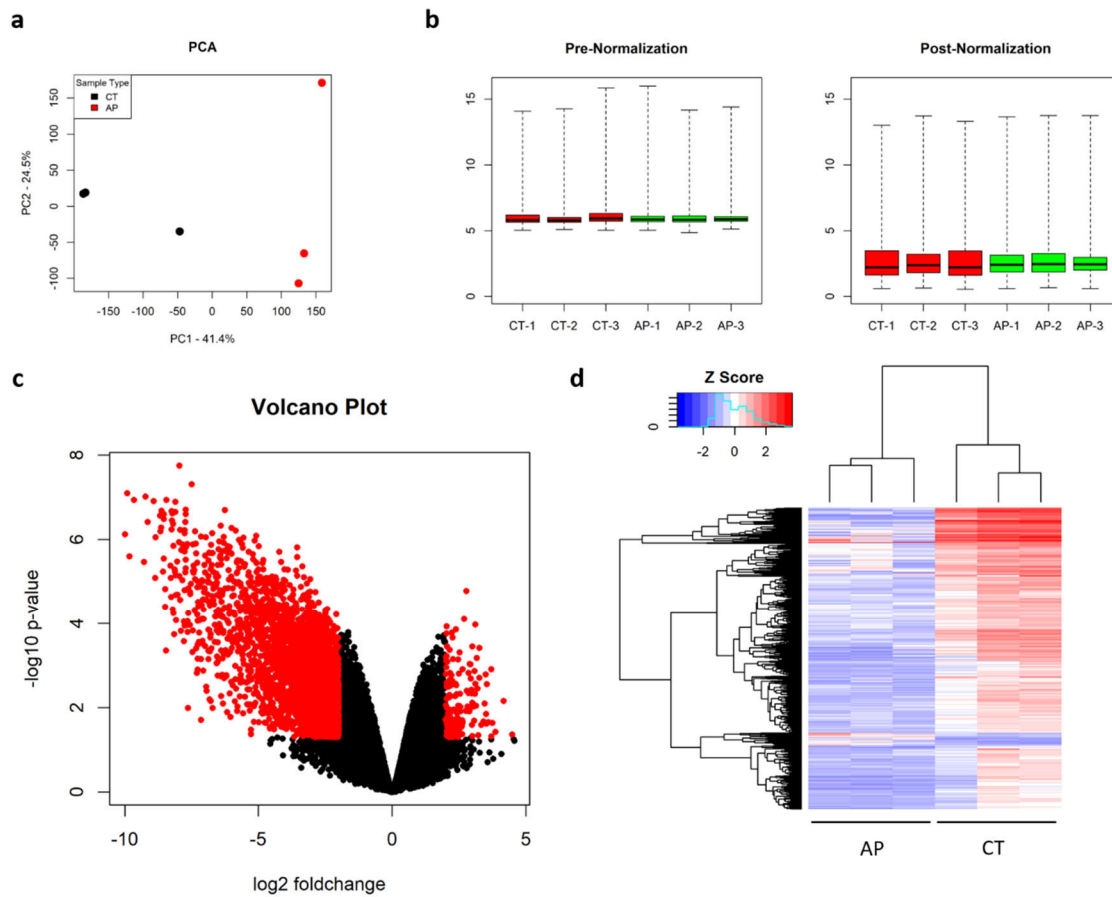 a
PCA
Sample Type
CT
AP
PC2 - 24.5%
150
100
50
0
-50
-100
-150 -100 -50 0 50 100 150
PC1 - 41.4%
b
Pre-Normalization
15
10
5
0
CT-1 CT-2 CT-3 AP-1 AP-2 AP-3
Post-Normalization
15
10
5
0
CT-1 CT-2 CT-3 AP-1 AP-2 AP-3
c
Volcano Plot
-log10 p-value
8
6
4
2
0
-10 -5 0 5
log2 foldchange
d
Z Score
0
-2 0 2
AP CT